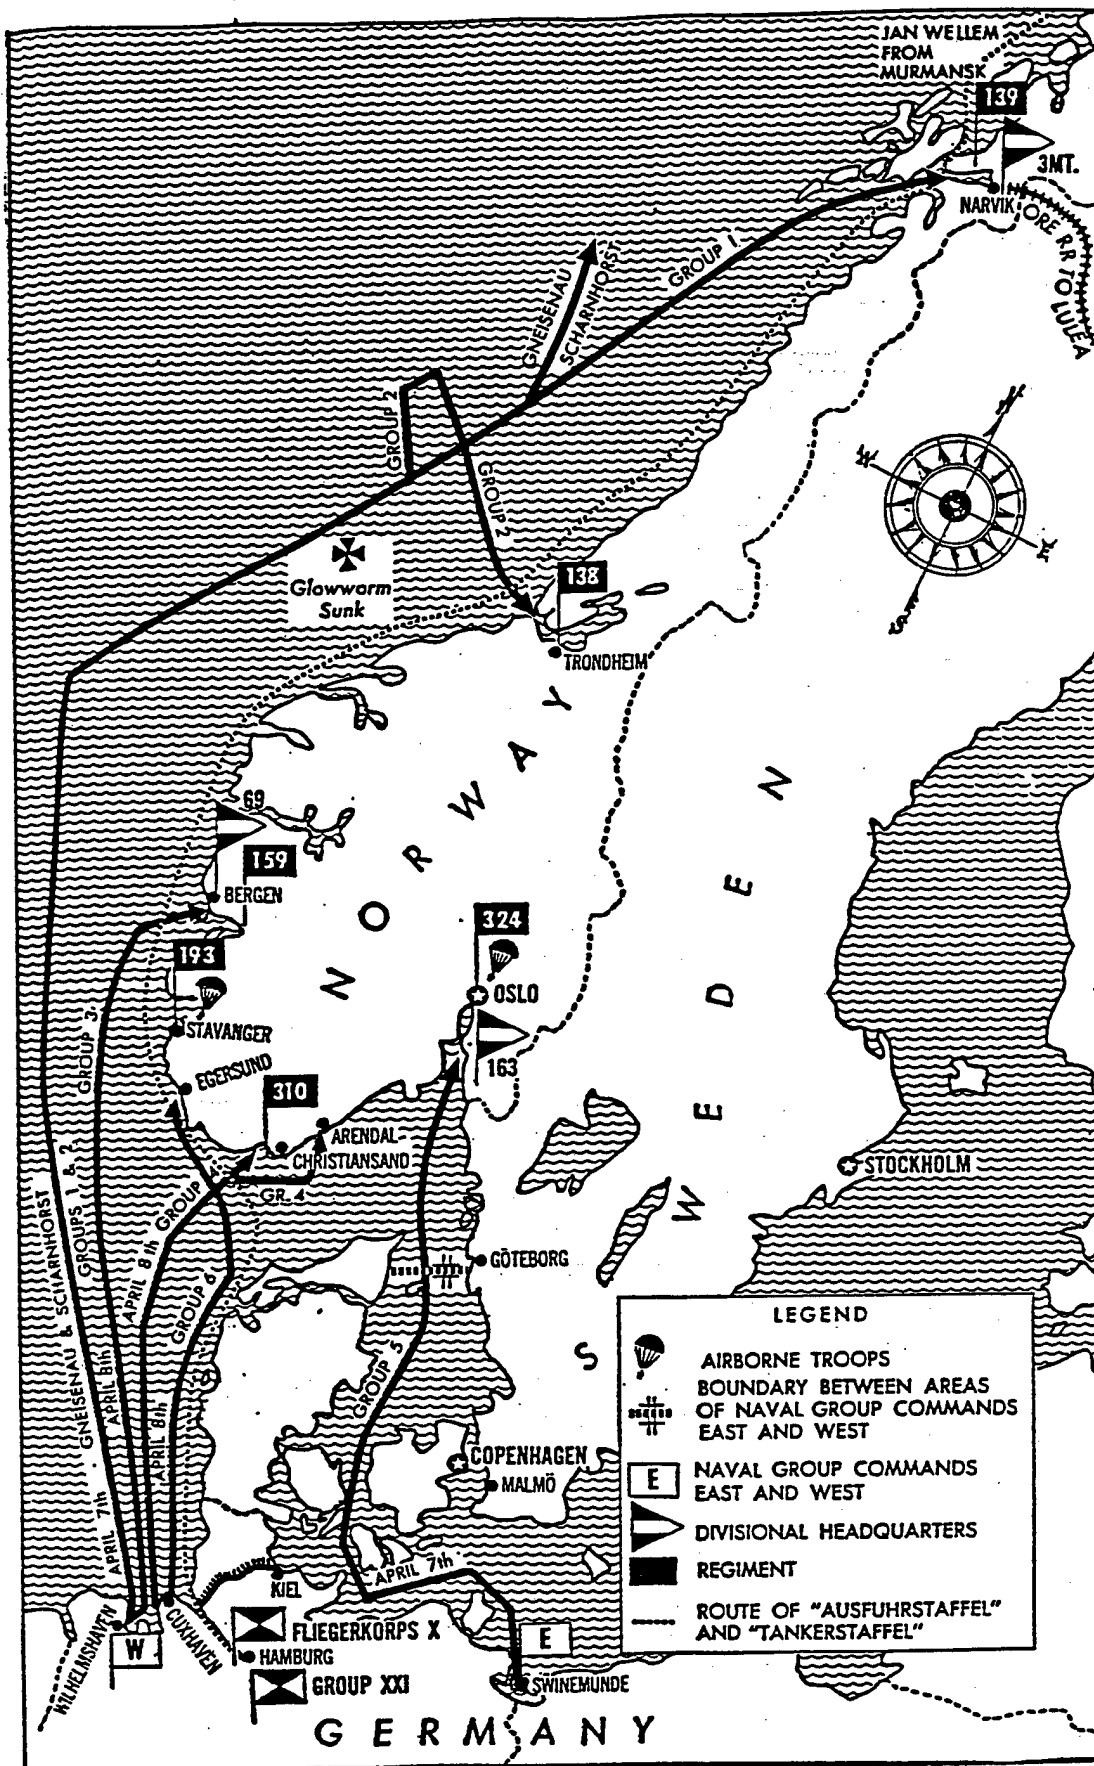 JAN WELLEM
FROM
MURMANSK
139
3MT.
NARVIK
ORE RR TO LULEA
GROUP 1
GNEISENAU
SCHARNHORST
GROUP 2
GROUP 2
N
W
E
S
Glowworm
Sunk
138
TRONDHEIM
NORWAY
SWEDEN
69
159
BERGEN
193
STAVANGER
EGERSUND
324
OSLO
163
310
ARENDAL-
CHRISTIANSAND
GR. 4
STOCKHOLM
GÖTEBORG
GROUP 3
GROUPS 1 & 2
GNEISENAU & SCHARNHORST
APRIL 7th
APRIL 8th
APRIL 8th GROUP 4
APRIL 8th
GROUP 6
GROUP 5
COPENHAGEN
MALMÖ
APRIL 7th
KIEL
WILHELMSHAVEN
W
CUXHAVEN
FLIEGERKORPS X
HAMBURG
GROUP XXI
E
SWINEMUNDE
GERMANY
LEGEND
AIRBORNE TROOPS
BOUNDARY BETWEEN AREAS
OF NAVAL GROUP COMMANDS
EAST AND WEST
E
NAVAL GROUP COMMANDS
EAST AND WEST
DIVISIONAL HEADQUARTERS
REGIMENT
ROUTE OF "AUSFUHRSTAFFEL"
AND "TANKERSTAFFEL"